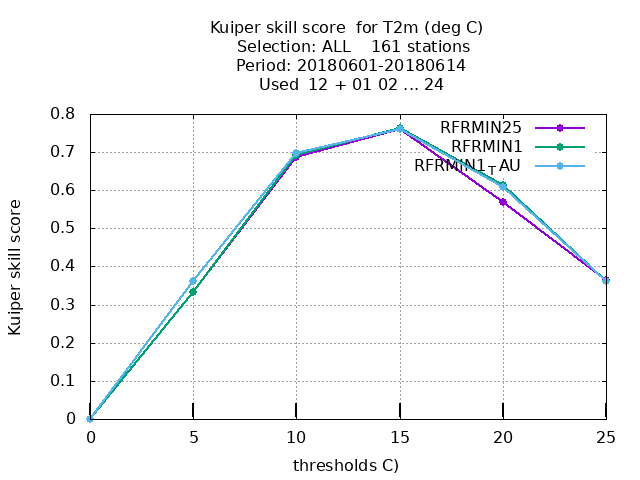 Kuiper skill score  for T2m (deg C)
Selection: ALL    161 stations
Period: 20180601-20180614
Used  12 + 01 02 ... 24
RFRMIN25
RFRMIN1
RFRMIN1_TAU
Kuiper skill score
0.8
0.7
0.6
0.5
0.4
0.3
0.2
0.1
0
0 5 10 15 20 25
thresholds C)